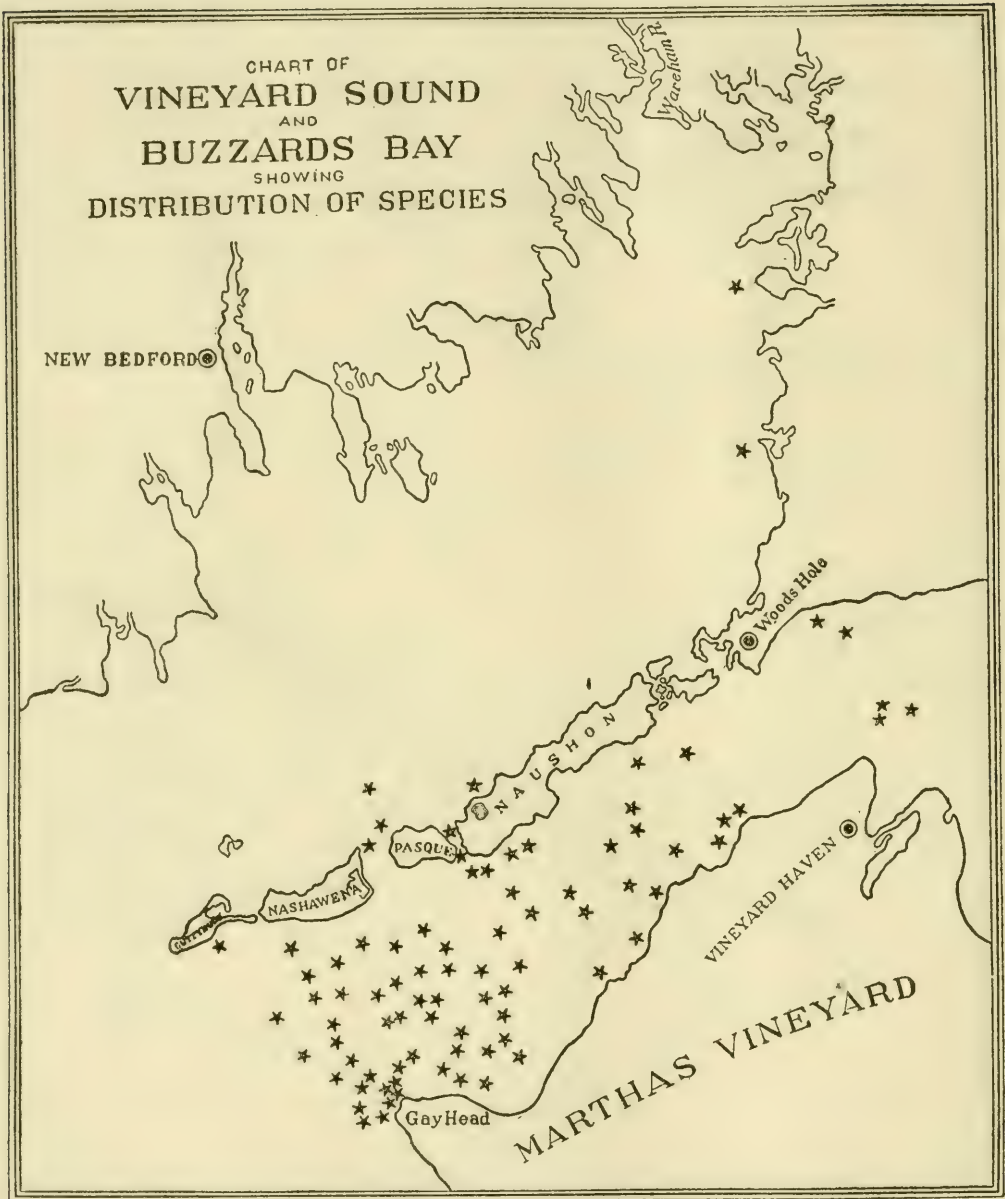 CHART OF
VINEYARD SOUND
AND
BUZZARDS BAY
SHOWING
DISTRIBUTION OF SPECIES
Wareham R.
NEW BEDFORD
Woods Hole
NAUSHON
PASQUE
NASHAWENA
VINEYARD HAVEN
MARTHAS VINEYARD
Gay Head